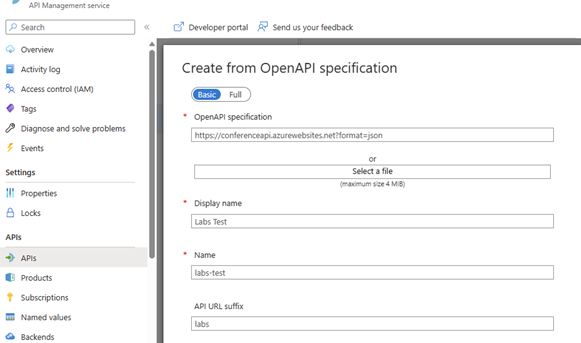 API Management service
Search
«
Developer portal
Send us your feedback
Overview
Activity log
Access control (IAM)
Tags
Diagnose and solve problems
Events
Settings
Properties
Locks
APIs
APIs
Products
Subscriptions
Named values
Backends
Create from OpenAPI specification
Basic Full
* OpenAPI specification
https://conferenceapi.azurewebsites.net?format=json
or
Select a file
(maximum size 4 MiB)
* Display name
Labs Test
* Name
labs-test
API URL suffix
labs